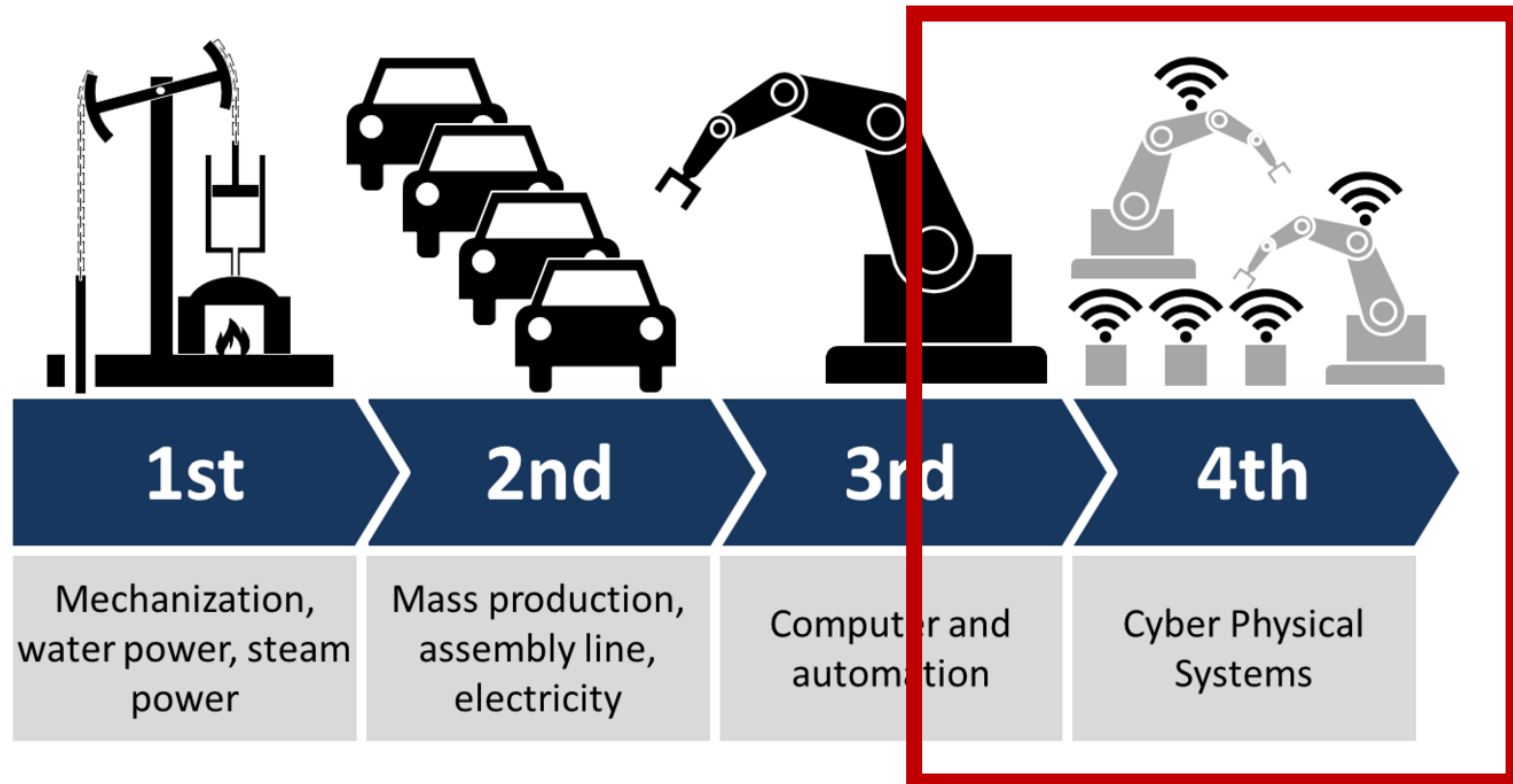 1st
2nd
3rd
4th
Mechanization,
water power, steam
power
Mass production,
assembly line,
electricity
Computer and
automation
Cyber Physical
Systems